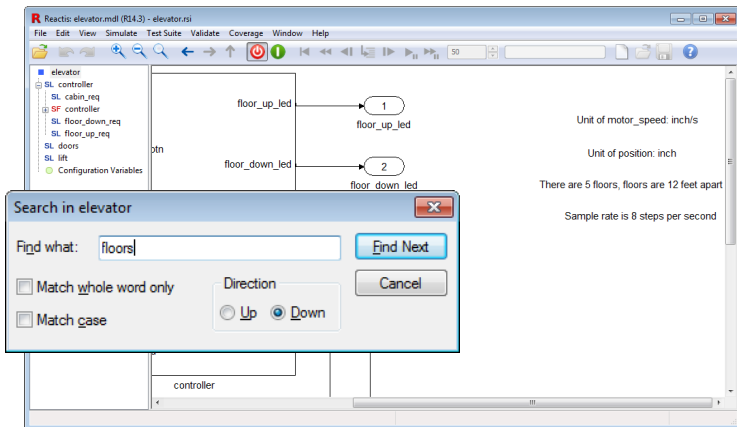 Reactis: elevator.mdl (R14.3) - elevator.rsi
File Edit View Simulate Test Suite Validate Coverage Window Help
50
elevator
SL controller
SL cabin_req
SF controller
SL floor_down_req
SL floor_up_req
SL doors
SL lift
Configuration Variables
floor_up_led
1
floor_up_led
otn
floor_down_led
2
floor_down_led
Unit of motor_speed: inch/s
Unit of position: inch
There are 5 floors, floors are 12 feet apart
Sample rate is 8 steps per second
Search in elevator
Find what: floors
Find Next
Match whole word only
Direction
Cancel
Match case
Up Down
controller